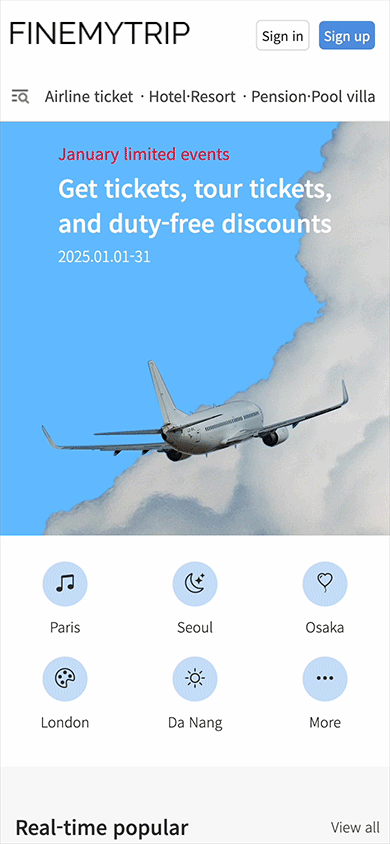 FINEMYTRIP
Sign in
Sign up
Airline ticket · Hotel·Resort · Pension·Pool villa
January limited events
Get tickets, tour tickets,
and duty-free discounts
2025.01.01-31
Paris
Seoul
Osaka
London
Da Nang
More
Real-time popular
View all